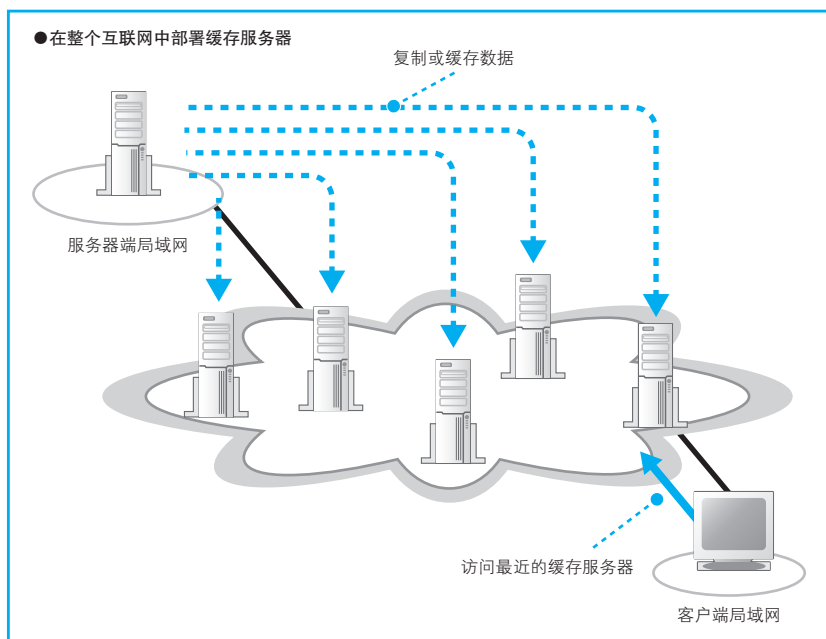 ●在整个互联网中部署缓存服务器
复制或缓存数据
服务器端局域网
访问最近的缓存服务器
客户端局域网